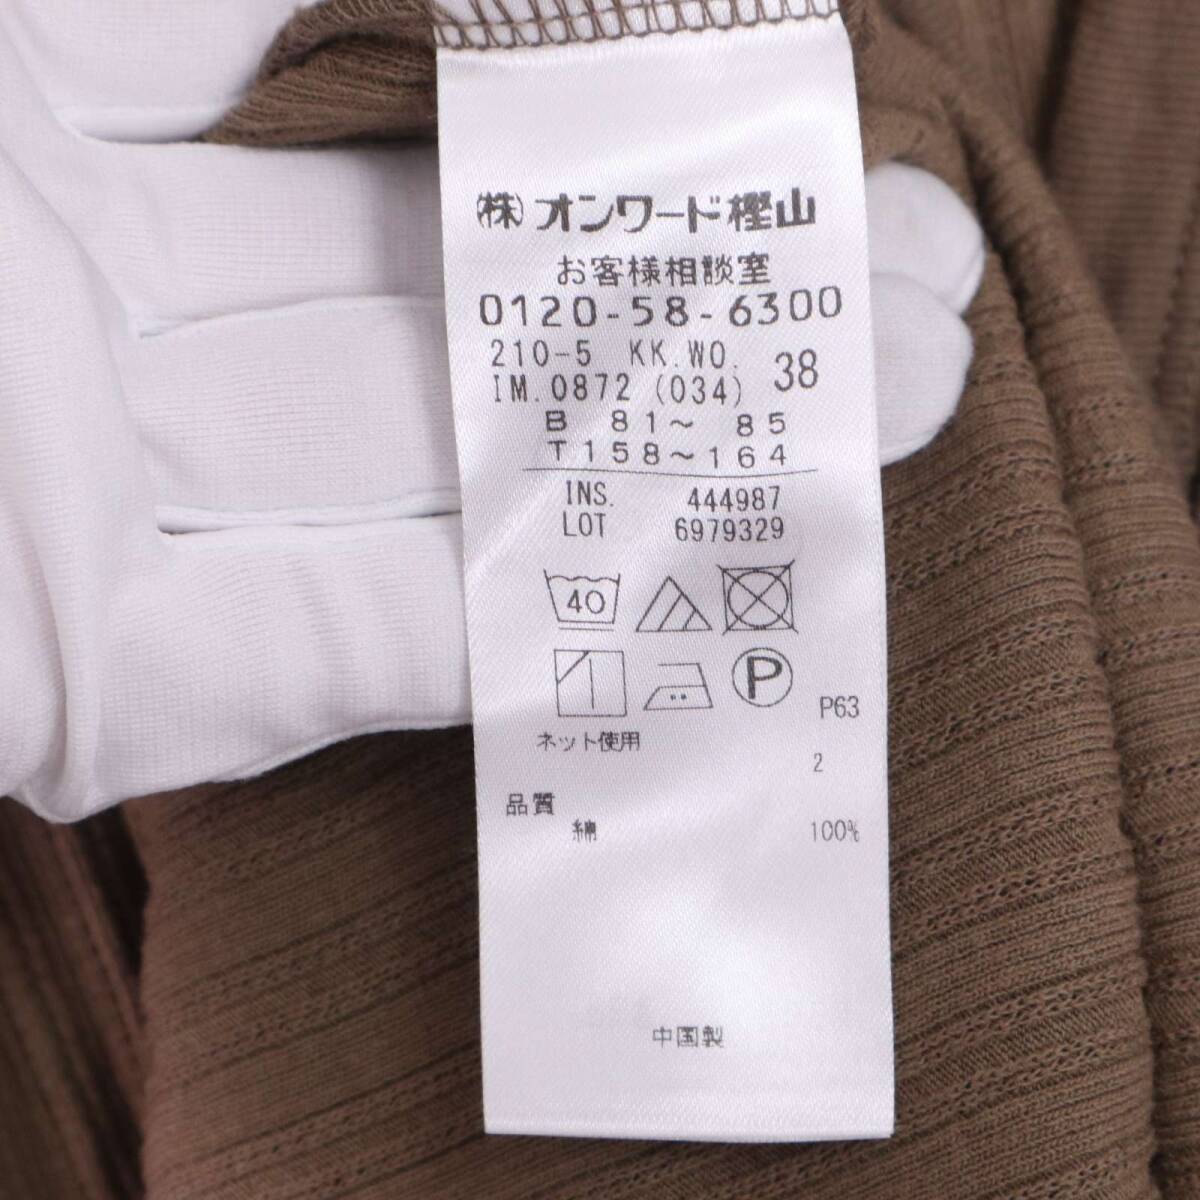 (株)オンワード樫山
お客様相談室
0120-58-6300
210-5 KK.WO. 38
IM.0872 (034)
B 81～ 85
T158～164
INS. 444987
LOT 6979329
40
P
P63
ネット使用
2
品質
綿 100%
中国製